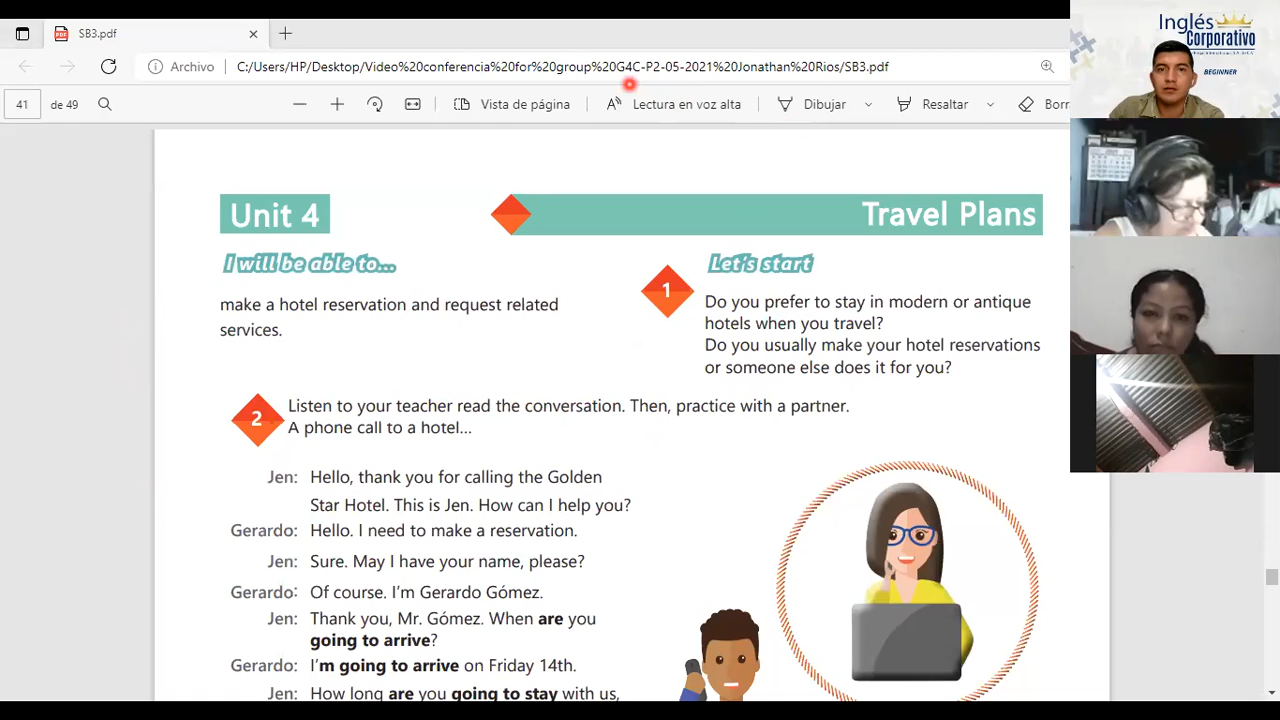 SB3.pdf
Archivo C:/Users/HP/Desktop/Video%20conferencia%20tutor%20group%20G4C-P2-05-2021%20Jonathan%20Rios/SB3.pdf
41 de 49 Vista de página Lectura en voz alta Dibujar Resaltar Borr
Inglés
Corporativo
BEGINNER
Unit 4 Travel Plans
I will be able to...
make a hotel reservation and request related
services.
1 Let's start
Do you prefer to stay in modern or antique
hotels when you travel?
Do you usually make your hotel reservations
or someone else does it for you?
2 Listen to your teacher read the conversation. Then, practice with a partner.
A phone call to a hotel...
Jen: Hello, thank you for calling the Golden
Star Hotel. This is Jen. How can I help you?
Gerardo: Hello. I need to make a reservation.
Jen: Sure. May I have your name, please?
Gerardo: Of course. I'm Gerardo Gómez.
Jen: Thank you, Mr. Gómez. When are you
going to arrive?
Gerardo: I'm going to arrive on Friday 14th.
Jen: How long are you going to stay with us,